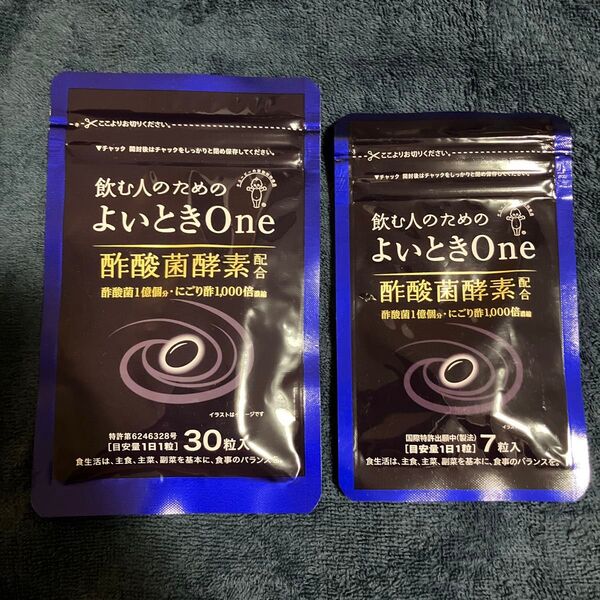 ここよりお切りください。
▼チャック 開封後はチャックをしっかりと閉め保存してください。
飲む人のための
よいときOne
酢酸菌酵素配合
酢酸菌1億個分・にごり酢1,000倍濃縮
イラストはイメージです
特許第6246328号
[目安量1日1粒] 30粒入
食生活は、主食、主菜、副菜を基本に、食事のバランスを。
ここよりお切りください。
▼チャック 開封後はチャックをしっかりと閉め保存してください。
飲む人のための
よいときOne
酢酸菌酵素配合
酢酸菌1億個分・にごり酢1,000倍濃縮
国際特許出願中(製法)
[目安量1日1粒] 7粒入
食生活は、主食、主菜、副菜を基本に、食事のバランスを。